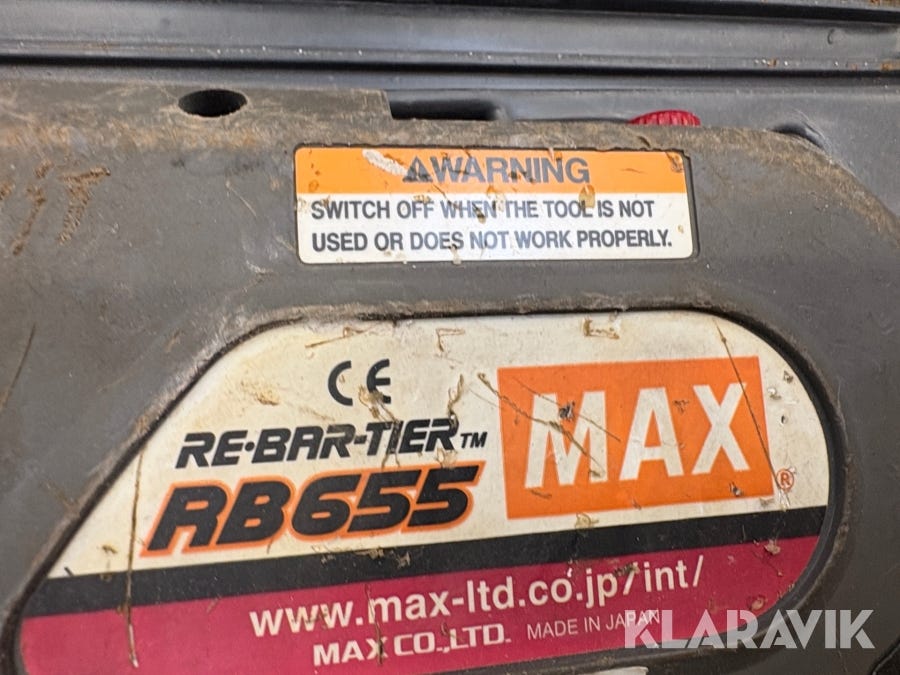 ⚠WARNING
SWITCH OFF WHEN THE TOOL IS NOT
USED OR DOES NOT WORK PROPERLY.
CE
RE·BAR-TIER™
RB655
MAX®
www.max-ltd.co.jp/int/
MAX CO.,LTD. MADE IN JAPAN
KLARAVIK